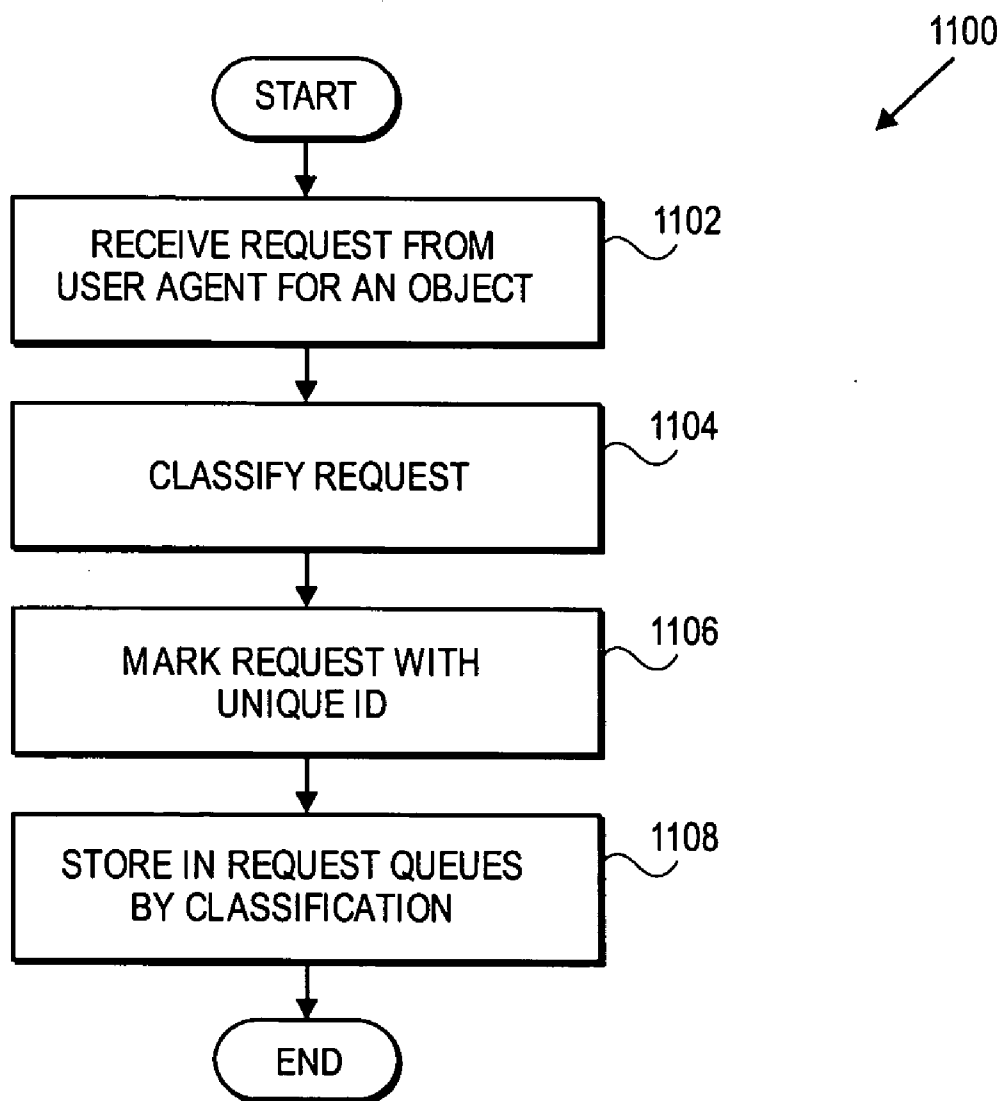 1100
START
RECEIVE REQUEST FROM
USER AGENT FOR AN OBJECT
1102
CLASSIFY REQUEST
1104
MARK REQUEST WITH
UNIQUE ID
1106
STORE IN REQUEST QUEUES
BY CLASSIFICATION
1108
END